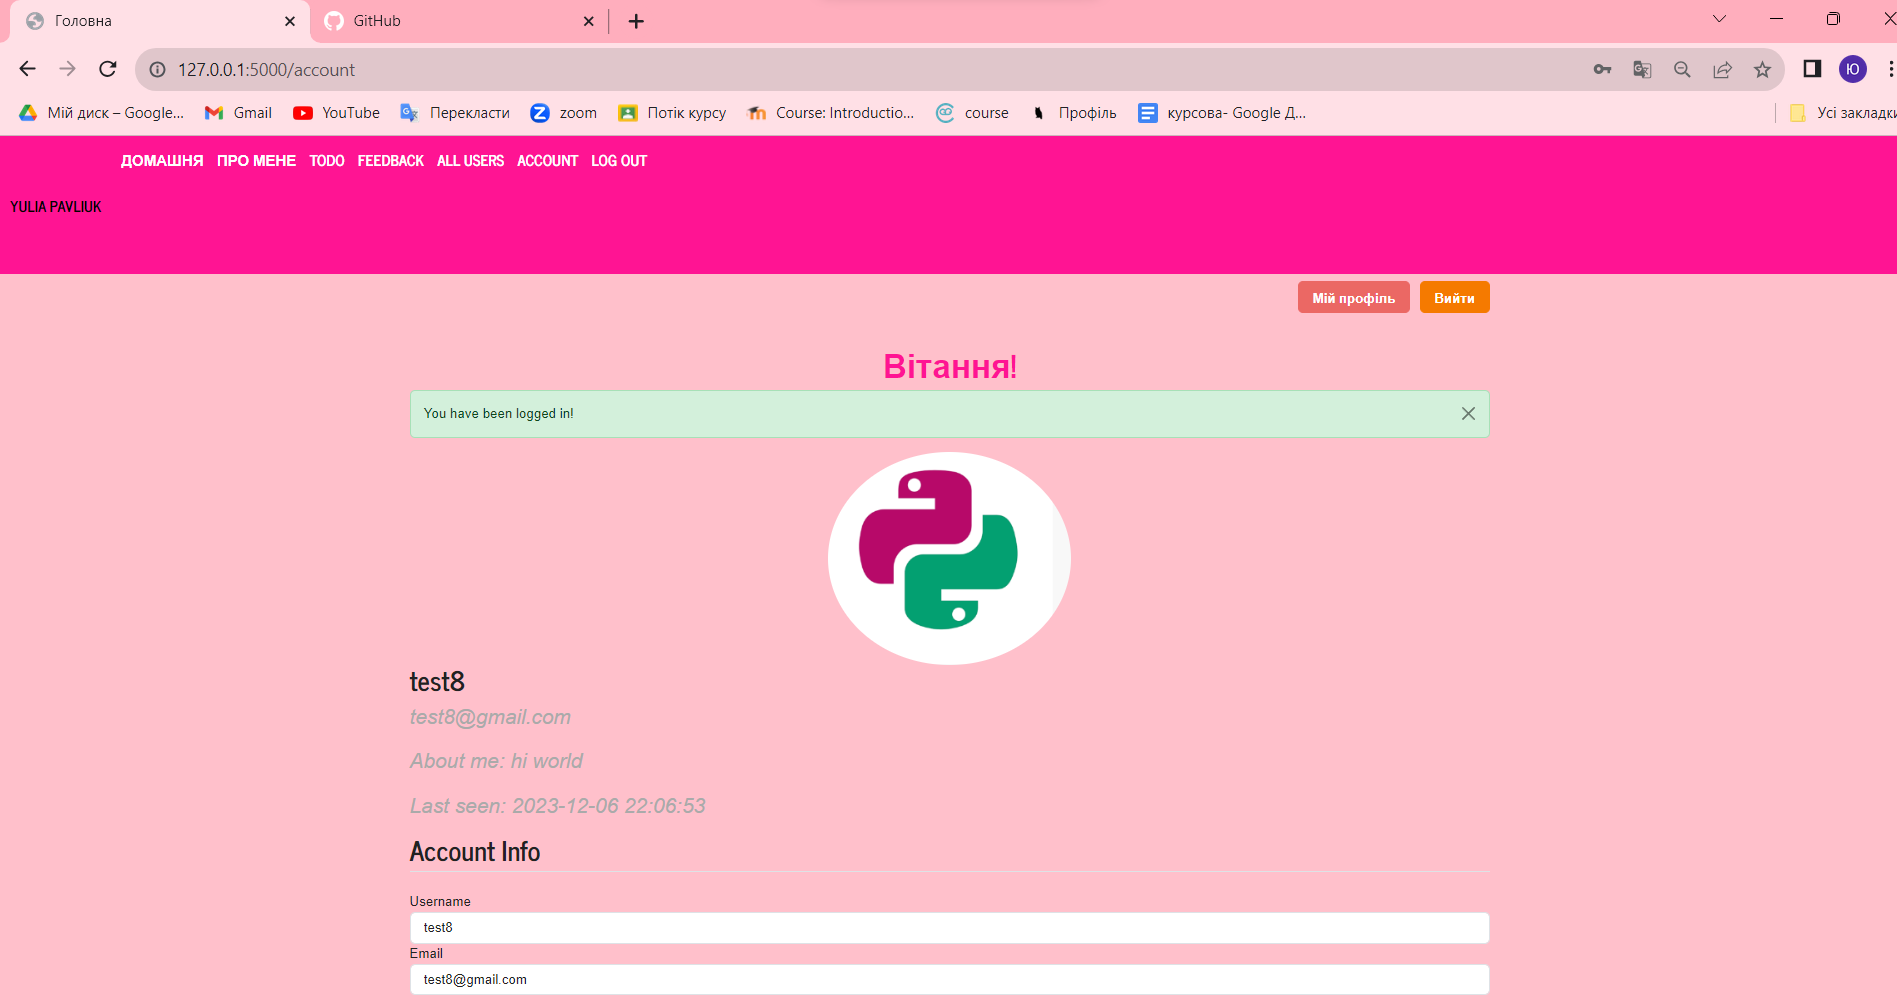 Головна
GitHub
127.0.0.1:5000/account
Ю
Мій диск – Google...
Gmail
YouTube
Перекласти
zoom
Потік курсу
Course: Introductio...
course
Профіль
курсова- Google Д...
Усі закладки
ДОМАШНЯ ПРО МЕНЕ TODO FEEDBACK ALL USERS ACCOUNT LOG OUT
YULIA PAVLIUK
Мій профіль
Вийти
Вітання!
You have been logged in!
test8
test8@gmail.com
About me: hi world
Last seen: 2023-12-06 22:06:53
Account Info
Username
test8
Email
test8@gmail.com